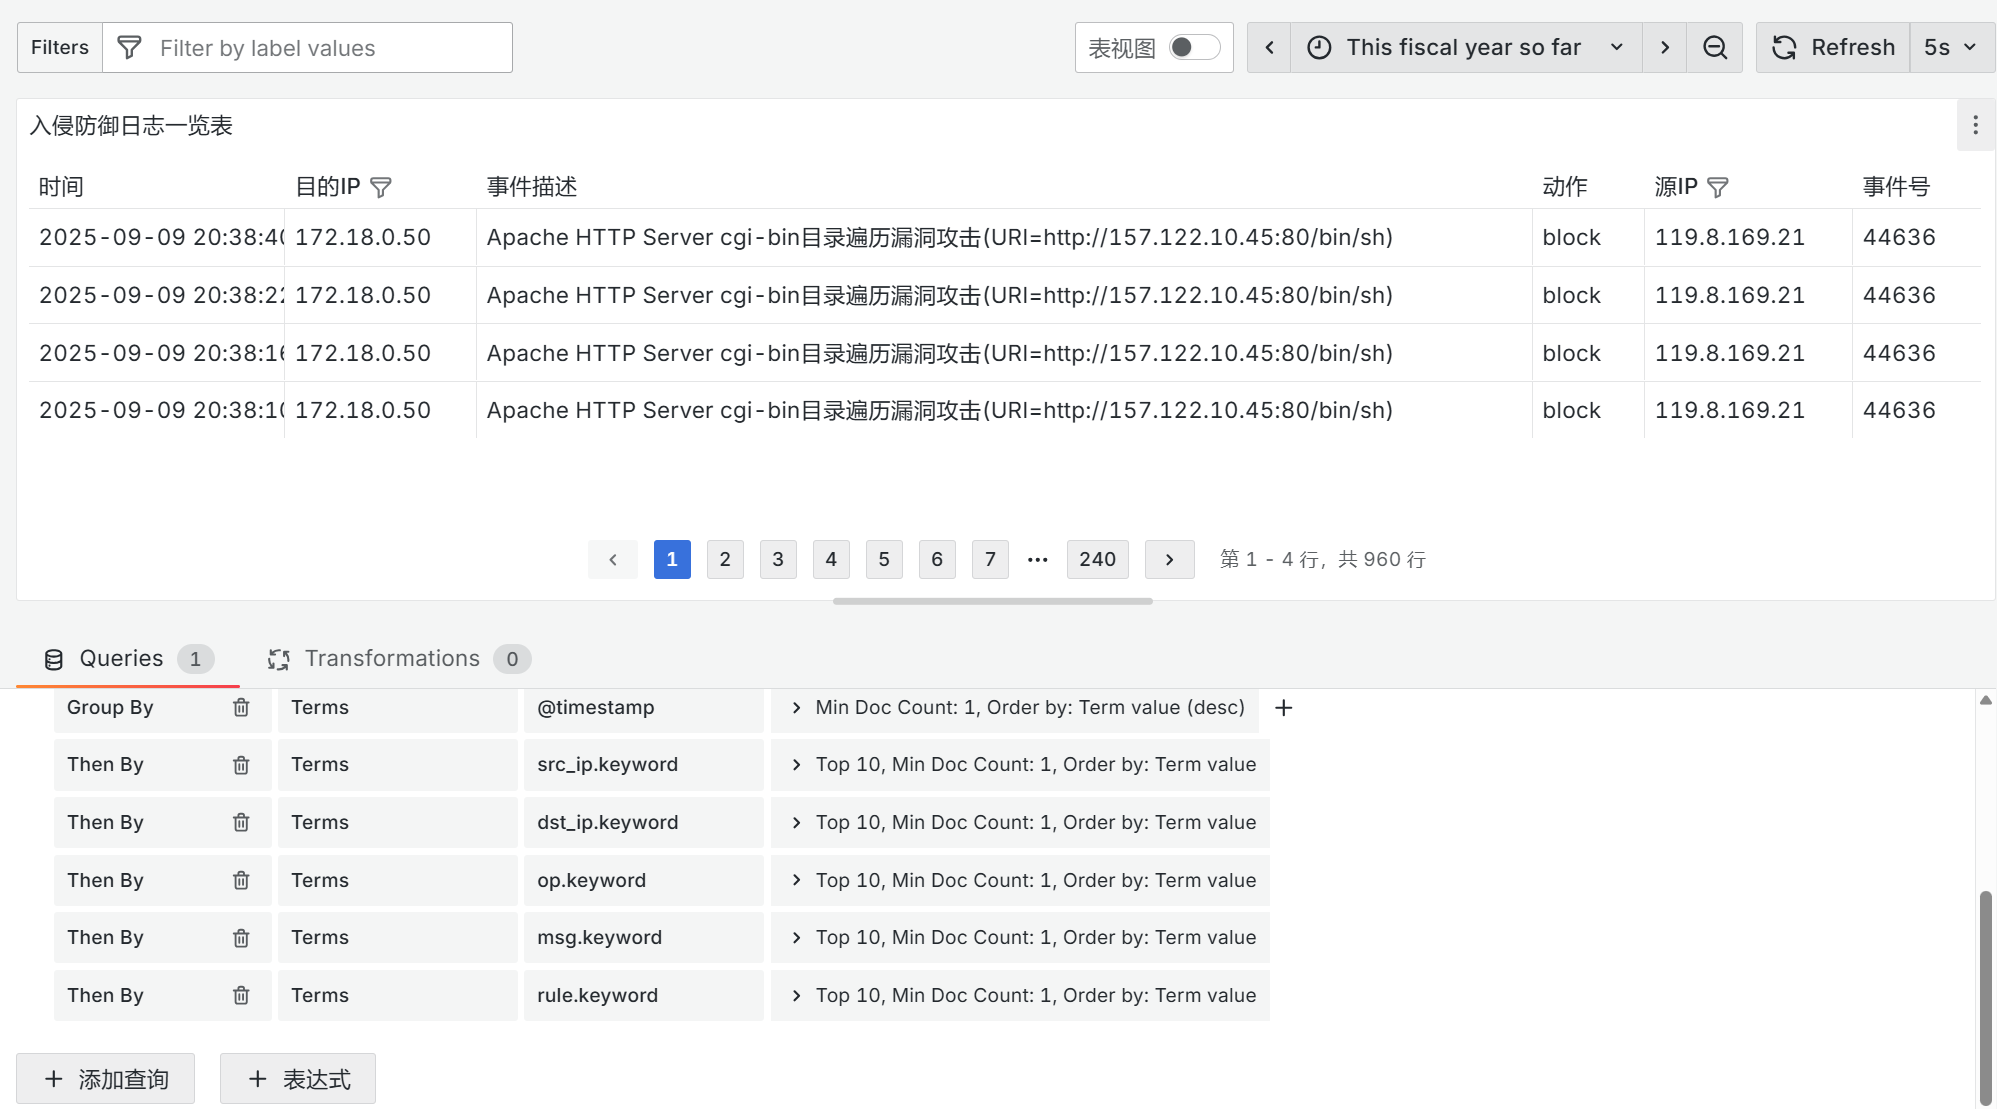 Filters Filter by label values 表视图 This fiscal year so far Refresh 5s
入侵防御日志一览表
时间 目的IP 事件描述 动作 源IP 事件号
2025-09-09 20:38:40 172.18.0.50 Apache HTTP Server cgi-bin目录遍历漏洞攻击(URI=http://157.122.10.45:80/bin/sh) block 119.8.169.21 44636
2025-09-09 20:38:22 172.18.0.50 Apache HTTP Server cgi-bin目录遍历漏洞攻击(URI=http://157.122.10.45:80/bin/sh) block 119.8.169.21 44636
2025-09-09 20:38:16 172.18.0.50 Apache HTTP Server cgi-bin目录遍历漏洞攻击(URI=http://157.122.10.45:80/bin/sh) block 119.8.169.21 44636
2025-09-09 20:38:10 172.18.0.50 Apache HTTP Server cgi-bin目录遍历漏洞攻击(URI=http://157.122.10.45:80/bin/sh) block 119.8.169.21 44636
1 2 3 4 5 6 7 ... 240 第 1 - 4 行，共 960 行
Queries 1 Transformations 0
Group By Terms @timestamp Min Doc Count: 1, Order by: Term value (desc)
Then By Terms src_ip.keyword Top 10, Min Doc Count: 1, Order by: Term value
Then By Terms dst_ip.keyword Top 10, Min Doc Count: 1, Order by: Term value
Then By Terms op.keyword Top 10, Min Doc Count: 1, Order by: Term value
Then By Terms msg.keyword Top 10, Min Doc Count: 1, Order by: Term value
Then By Terms rule.keyword Top 10, Min Doc Count: 1, Order by: Term value
+ 添加查询 + 表达式